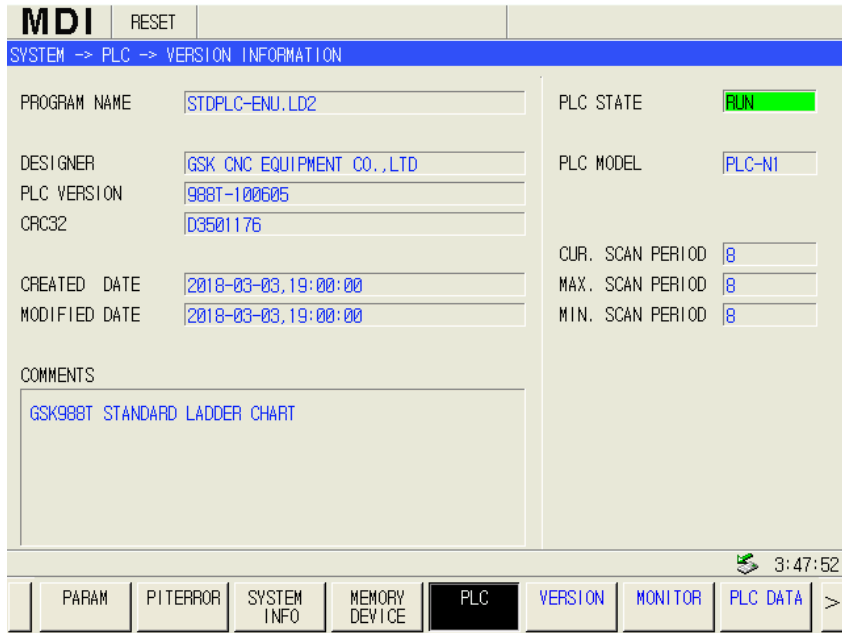 MDI RESET
SYSTEM -> PLC -> VERSION INFORMATION
PROGRAM NAME STDPLC-ENU.LD2
DESIGNER GSK CNC EQUIPMENT CO.,LTD
PLC VERSION 988T-100605
CRC32 D3501176
CREATED DATE 2018-03-03,19:00:00
MODIFIED DATE 2018-03-03,19:00:00
COMMENTS
GSK988T STANDARD LADDER CHART
PLC STATE RUN
PLC MODEL PLC-N1
CUR. SCAN PERIOD 8
MAX. SCAN PERIOD 8
MIN. SCAN PERIOD 8
3:47:52
PARAM
PITERROR
SYSTEM
INFO
MEMORY
DEVICE
PLC
VERSION
MONITOR
PLC DATA
>